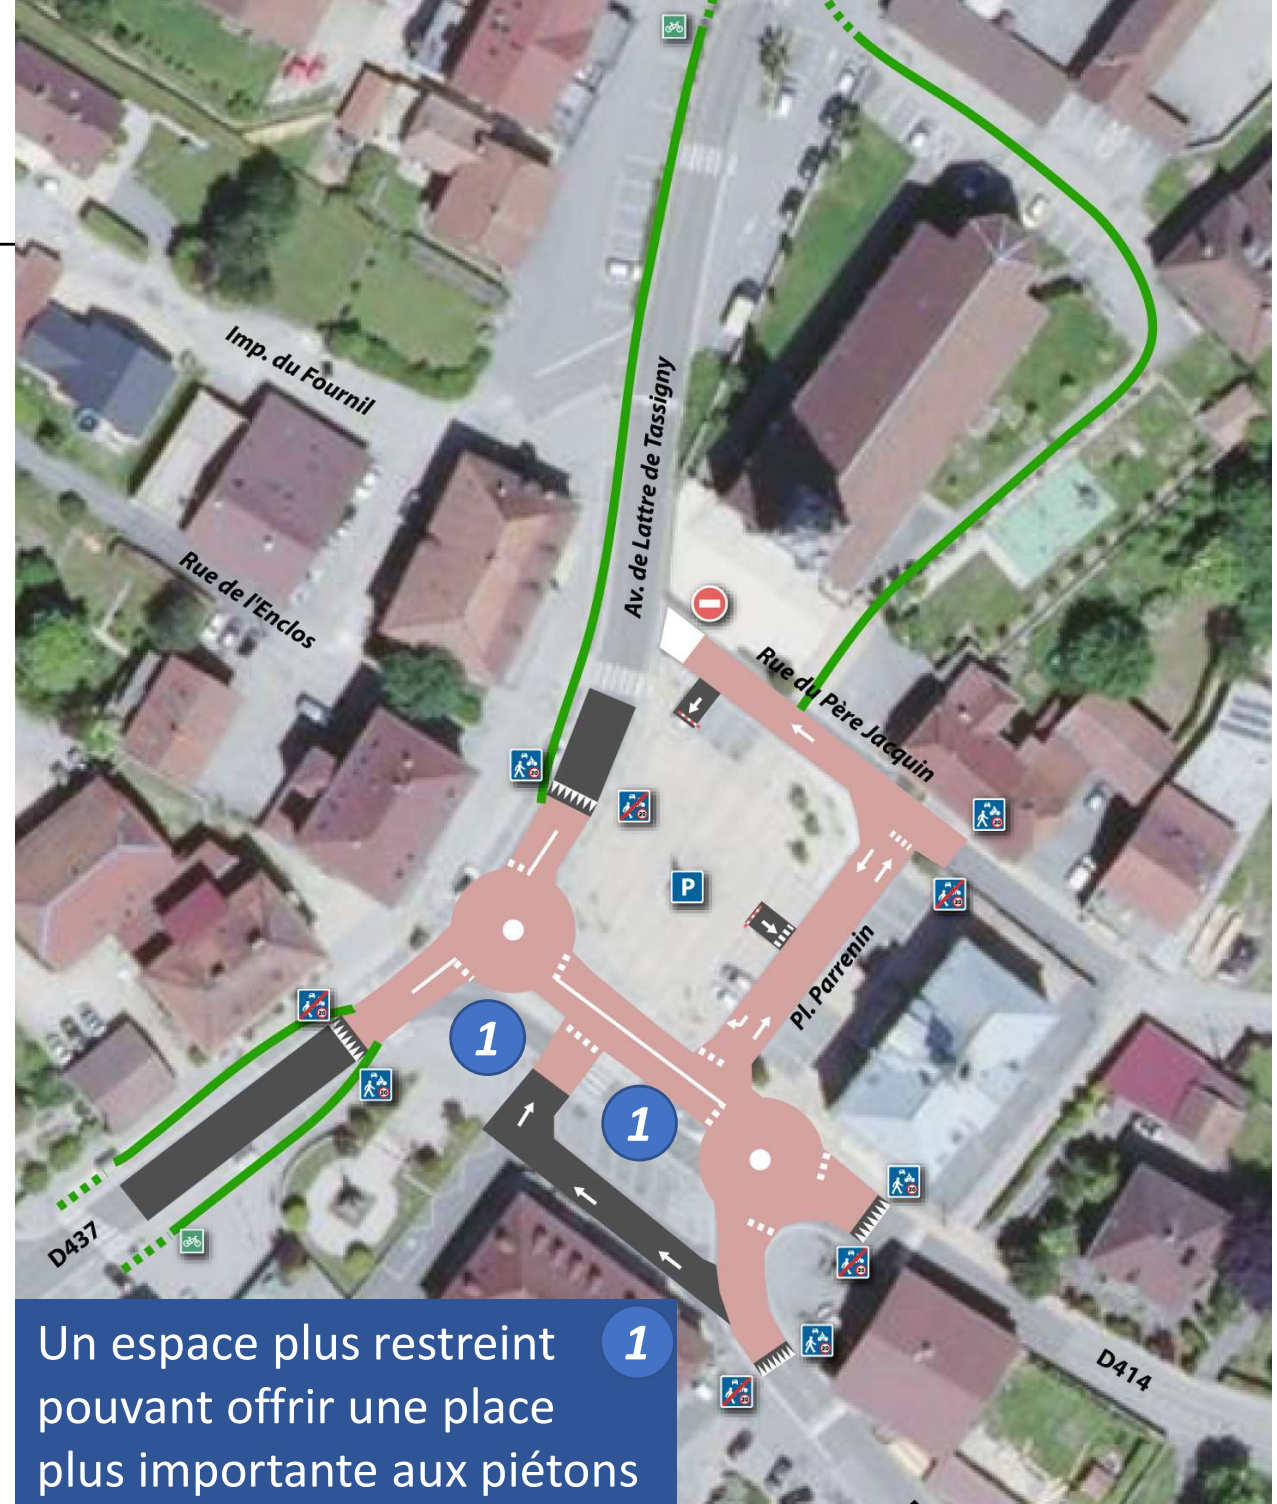 Imp. du Fournil
Av. de Lattre de Tassigny
Rue de l'Enclos
Rue du Père Jacquin
P
Pl. Parrenin
1
1
D437
D414
Un espace plus restreint 1
pouvant offrir une place
plus importante aux piétons